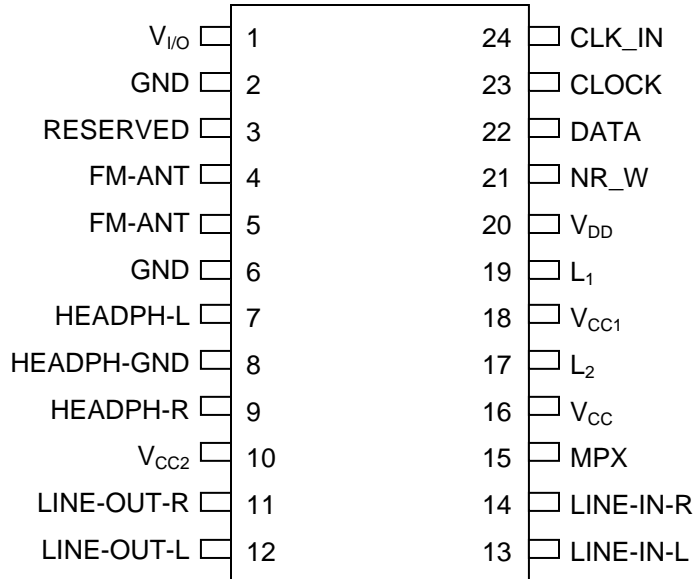 V_I/O 1 24 CLK_IN
GND 2 23 CLOCK
RESERVED 3 22 DATA
FM-ANT 4 21 NR_W
FM-ANT 5 20 V_DD
GND 6 19 L_1
HEADPH-L 7 18 V_CC1
HEADPH-GND 8 17 L_2
HEADPH-R 9 16 V_CC
V_CC2 10 15 MPX
LINE-OUT-R 11 14 LINE-IN-R
LINE-OUT-L 12 13 LINE-IN-L